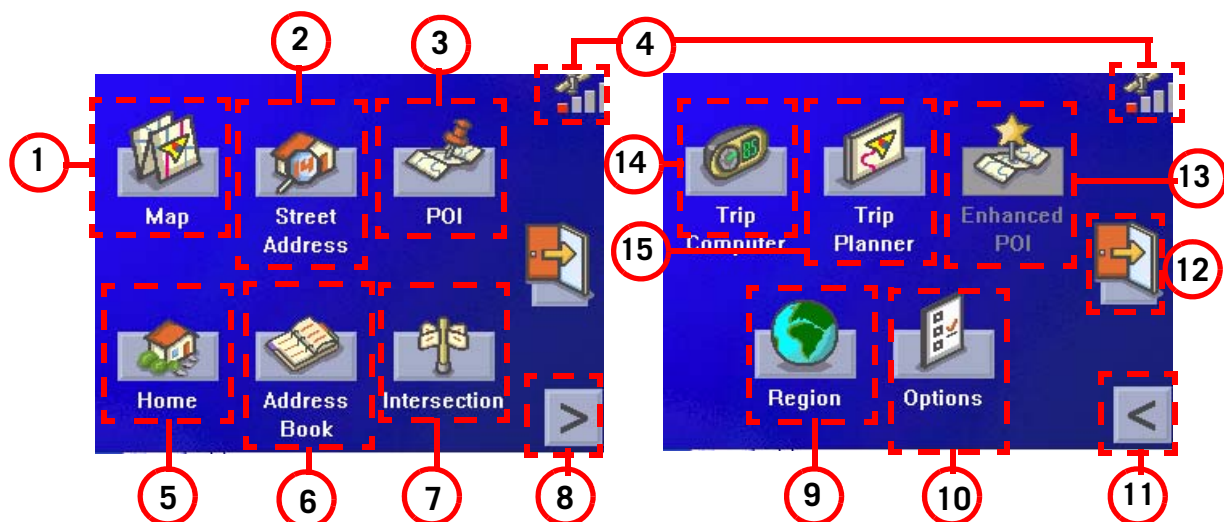 2
3
4
1
14
Map
Street
Address
POI
85
Trip
Computer
Trip
Planner
Enhanced
POI
13
15
12
Home
Address
Book
Intersection
>
Region
Options
<
5
6
7
8
9
10
11